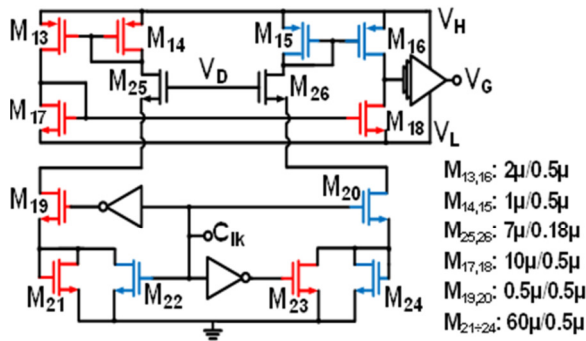 M13
M14
M15
M16
VH
M25
VD
M26
VG
M17
M18
VL
M19
M20
Clk
M21
M22
M23
M24
M13,16: 2µ/0.5µ
M14,15: 1µ/0.5µ
M25,26: 7µ/0.18µ
M17,18: 10µ/0.5µ
M19,20: 0.5µ/0.5µ
M21÷24: 60µ/0.5µ